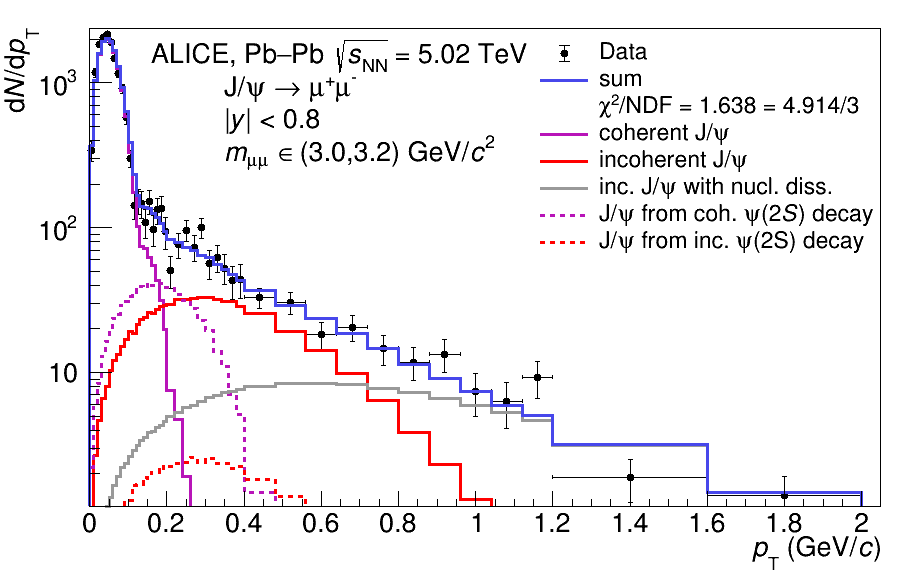 dN/dp_T
10³
10²
10
ALICE, Pb–Pb √s_NN = 5.02 TeV
J/ψ → μ⁺μ⁻
|y| < 0.8
m_μμ ∈ (3.0,3.2) GeV/c²
Data
sum
χ²/NDF = 1.638 = 4.914/3
coherent J/ψ
incoherent J/ψ
inc. J/ψ with nucl. diss.
J/ψ from coh. ψ(2S) decay
J/ψ from inc. ψ(2S) decay
0 0.2 0.4 0.6 0.8 1 1.2 1.4 1.6 1.8 2
p_T (GeV/c)